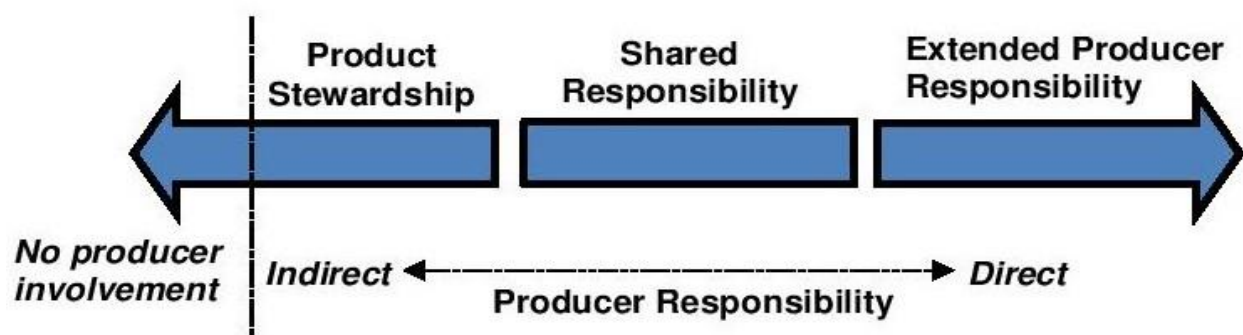 Product
Stewardship
Shared
Responsibility
Extended Producer
Responsibility
No producer
involvement
Indirect
Direct
Producer Responsibility